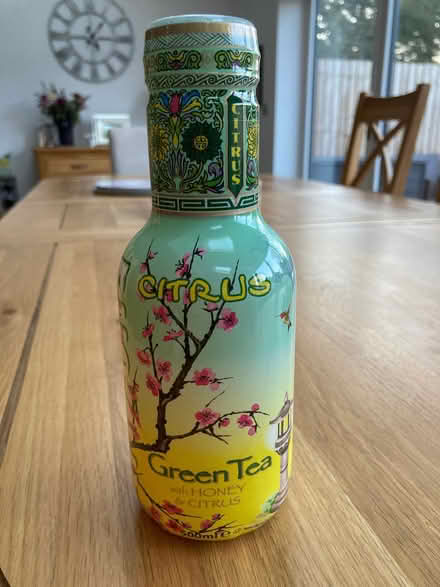 CITRUS
CITRUS
Green Tea
with HONEY
& CITRUS
500ml e